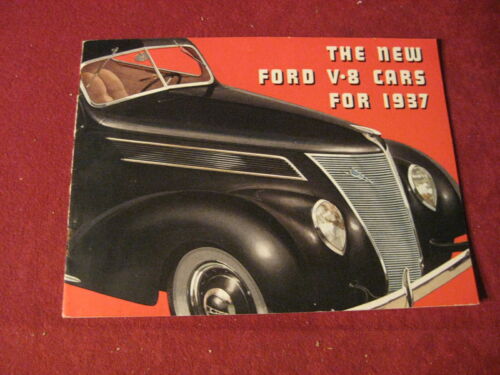 THE NEW
FORD V-8 CARS
FOR 1937